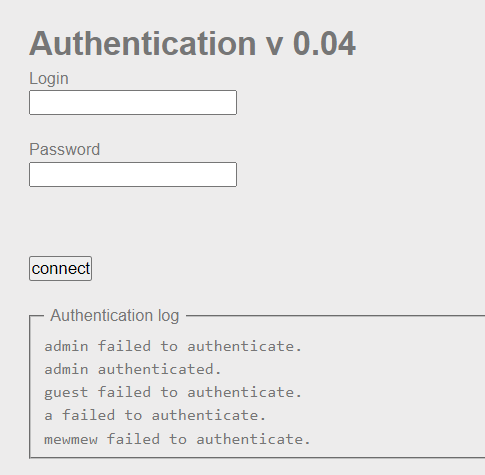 Authentication v 0.04
Login
Password
connect
Authentication log
admin failed to authenticate.
admin authenticated.
guest failed to authenticate.
a failed to authenticate.
mewmew failed to authenticate.